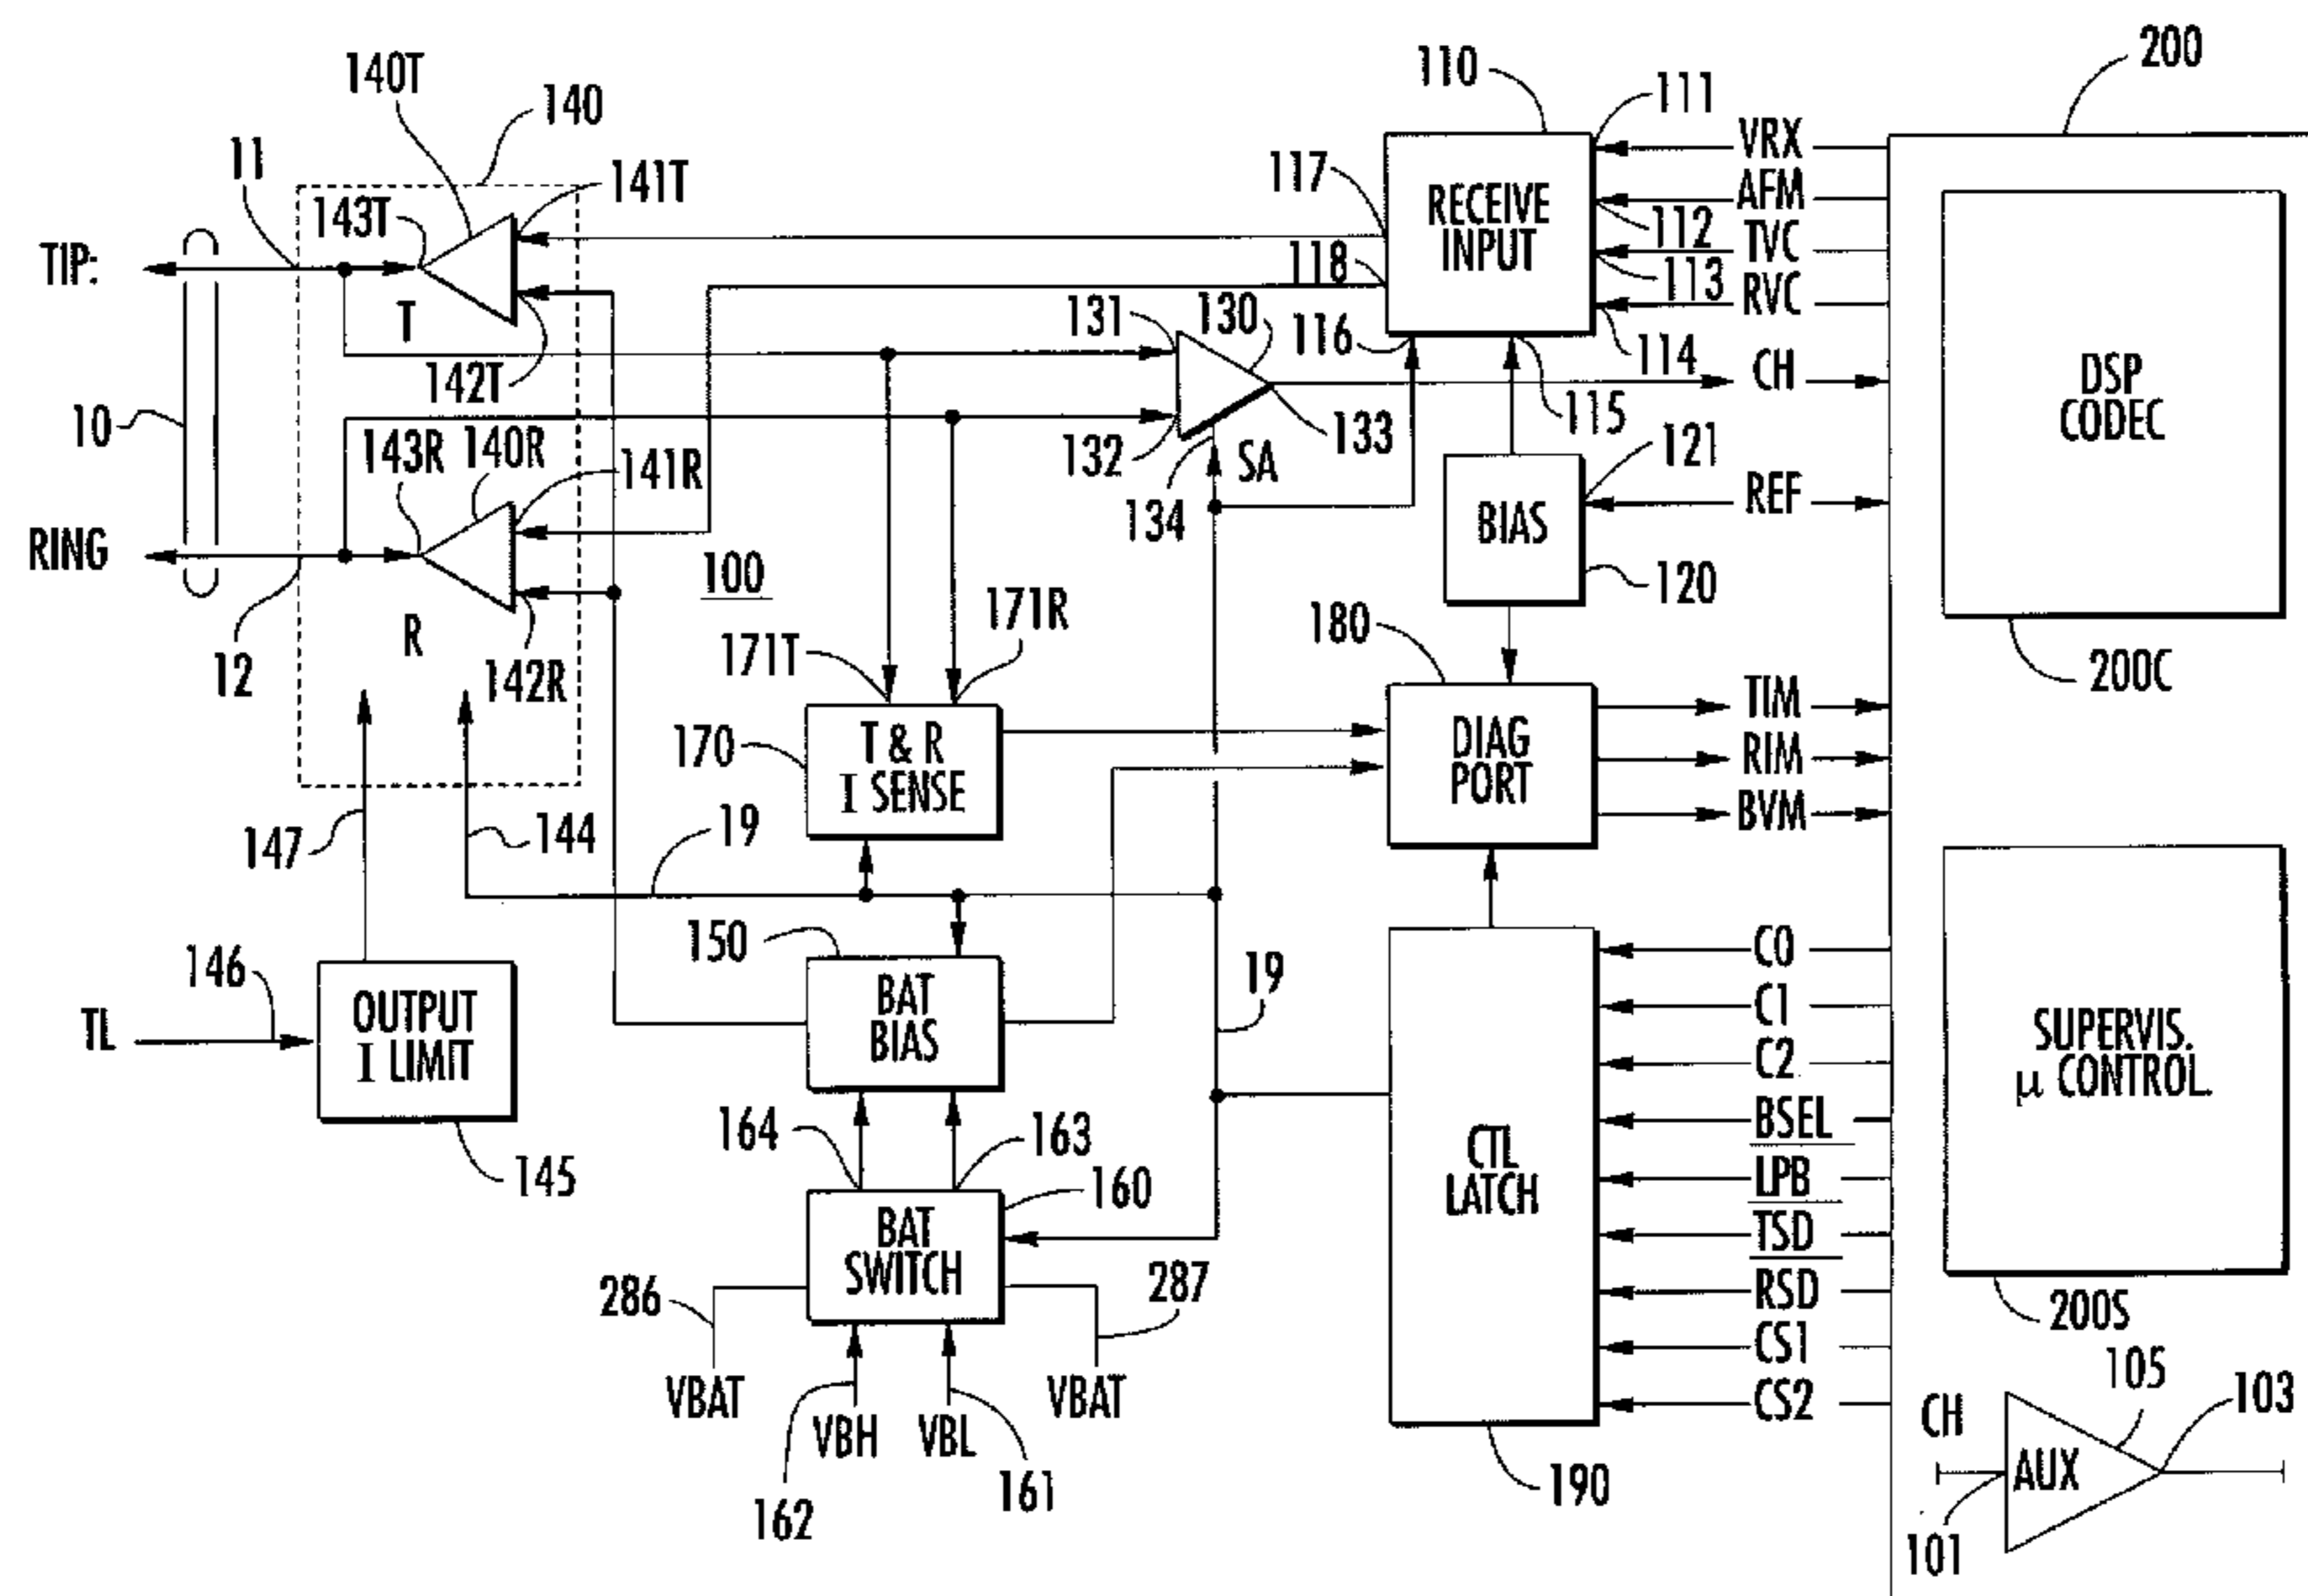 200
140T
110
111
140
VRX
11
141T
117
RECEIVE
INPUT
AFM
112
TVC
143T
TIP:
118
113
RVC
131
130
116
T
114
CH
DSP
CODEC
142T
10
115
133
143R
140R
141R
132
SA
121
134
REF
BIAS
RING
100
120
171R
180
R
171T
12
142R
200C
TIM
170
T & R
I SENSE
DIAG
PORT
RIM
BVM
147
144
19
150
C0
146
19
C1
TL
OUTPUT
I LIMIT
BAT
BIAS
C2
SUPERVIS.
μ CONTROL.
BSEL
164
163
CTL
LATCH
145
160
LPB
BAT
SWITCH
TSD
286
287
RSD
200S
CS1
105
VBAT
VBAT
CS2
103
VBH
VBL
CH
AUX
162
161
190
101